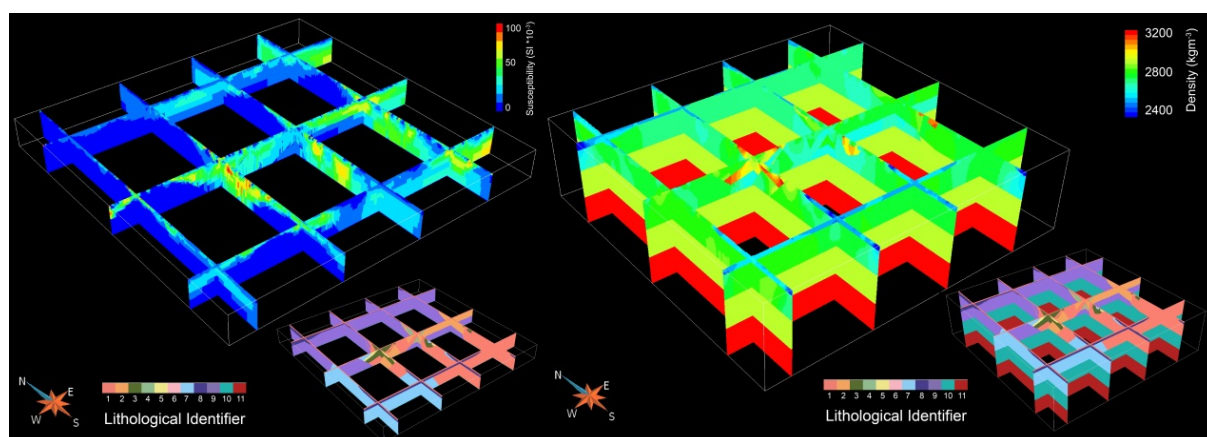 100
50
0
Susceptibility (SI *10⁻³)
3200
2800
2400
Density (kgm⁻³)
N
E
W
S
1 2 3 4 5 6 7 8 9 10 11
Lithological Identifier
N
E
W
S
1 2 3 4 5 6 7 8 9 10 11
Lithological Identifier